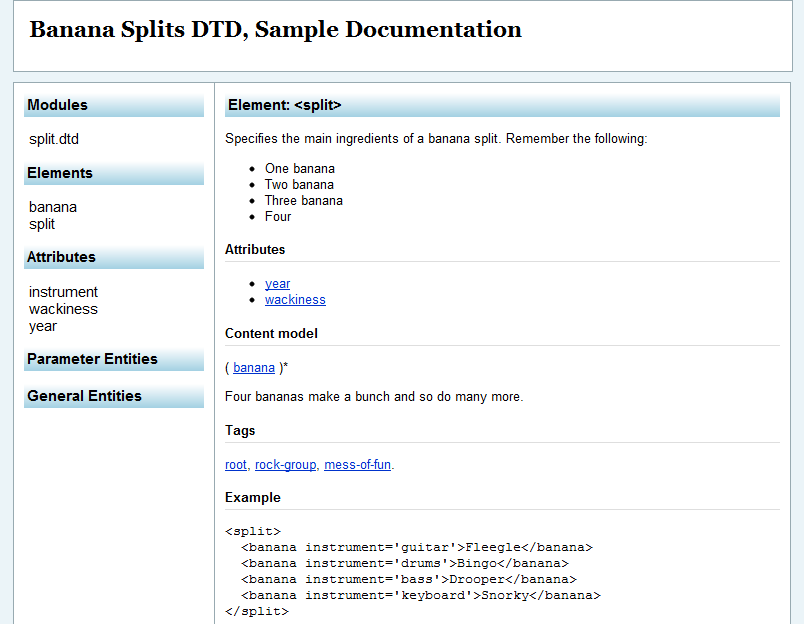 Banana Splits DTD, Sample Documentation
Modules
split.dtd
Elements
banana
split
Attributes
instrument
wackiness
year
Parameter Entities
General Entities
Element: <split>
Specifies the main ingredients of a banana split. Remember the following:
• One banana
• Two banana
• Three banana
• Four
Attributes
• year
• wackiness
Content model
( banana )*
Four bananas make a bunch and so do many more.
Tags
root, rock-group, mess-of-fun.
Example
<split>
  <banana instrument='guitar'>Fleegle</banana>
  <banana instrument='drums'>Bingo</banana>
  <banana instrument='bass'>Drooper</banana>
  <banana instrument='keyboard'>Snorky</banana>
</split>